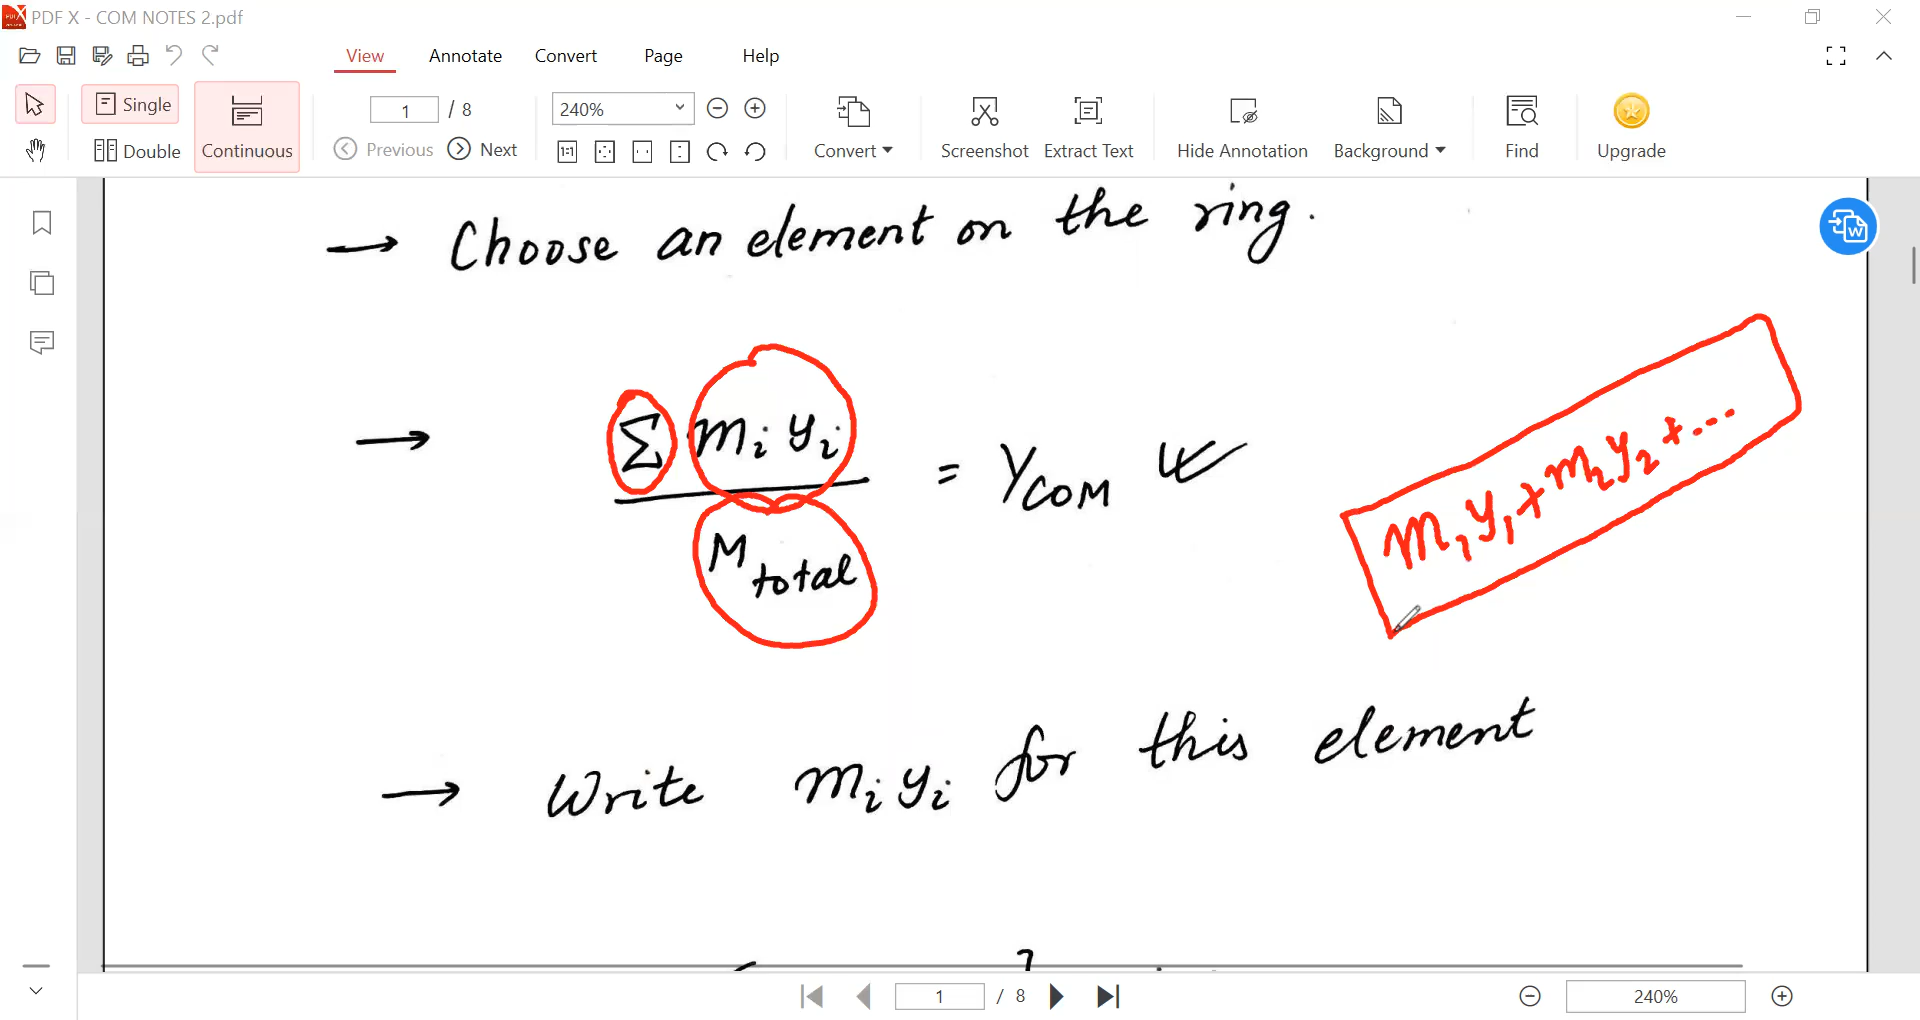 PDF X - COM NOTES 2.pdf
View Annotate Convert Page Help
Single
Double
Continuous
1 / 8
Previous Next
240%
Convert
Screenshot
Extract Text
Hide Annotation
Background
Find
Upgrade
→ Choose an element on the ring.
→ Σ mᵢ yᵢ / M total = Y COM
m₁y₁ + m₂y₂ + ...
→ Write mᵢ yᵢ for this element
1 / 8
240%